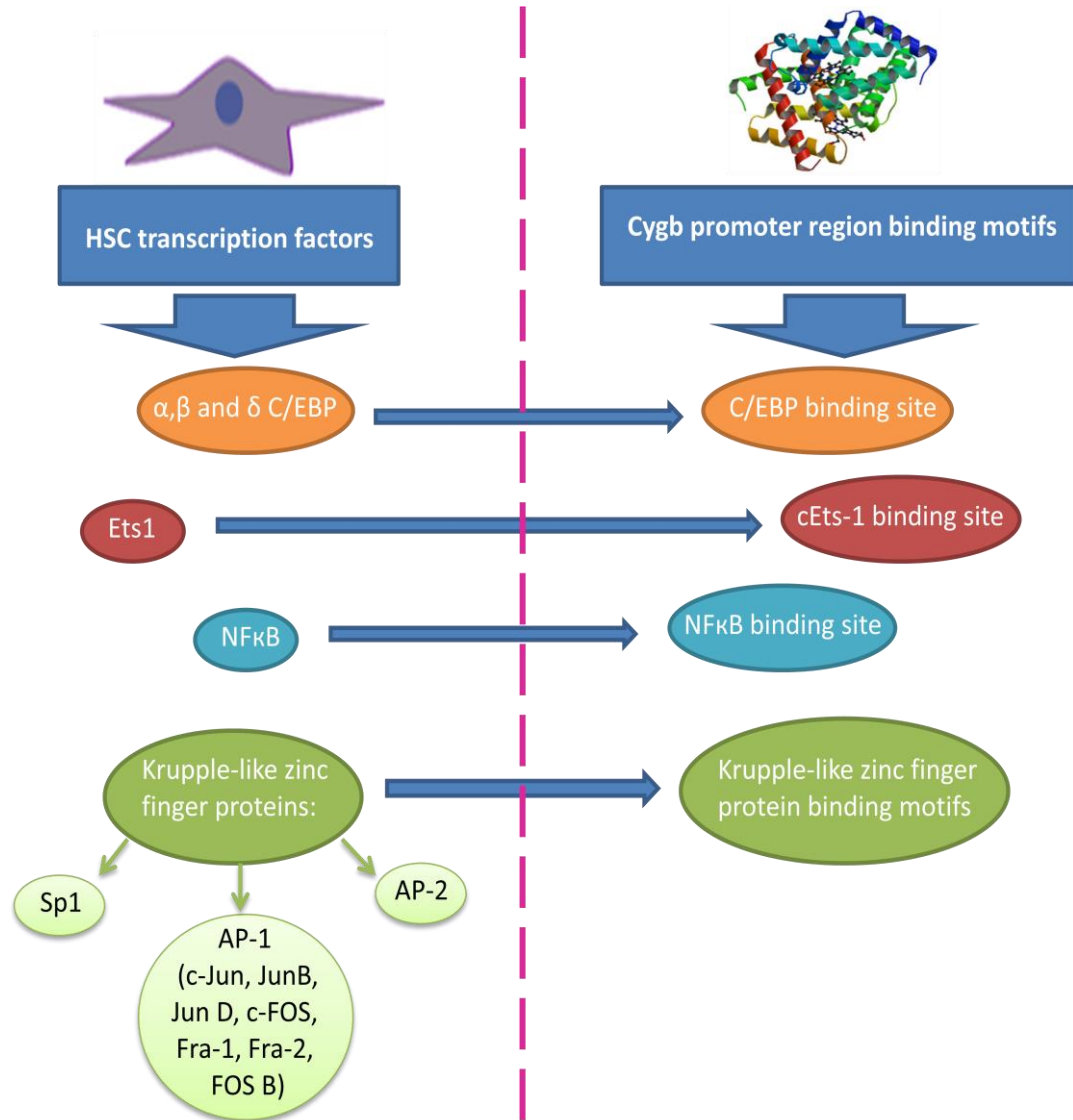 HSC transcription factors
Cygb promoter region binding motifs
α,β and δ C/EBP
C/EBP binding site
Ets1
cEts-1 binding site
NFκB
NFκB binding site
Krupple-like zinc
finger proteins:
Krupple-like zinc finger
protein binding motifs
Sp1
AP-2
AP-1
(c-Jun, JunB,
Jun D, c-FOS,
Fra-1, Fra-2,
FOS B)